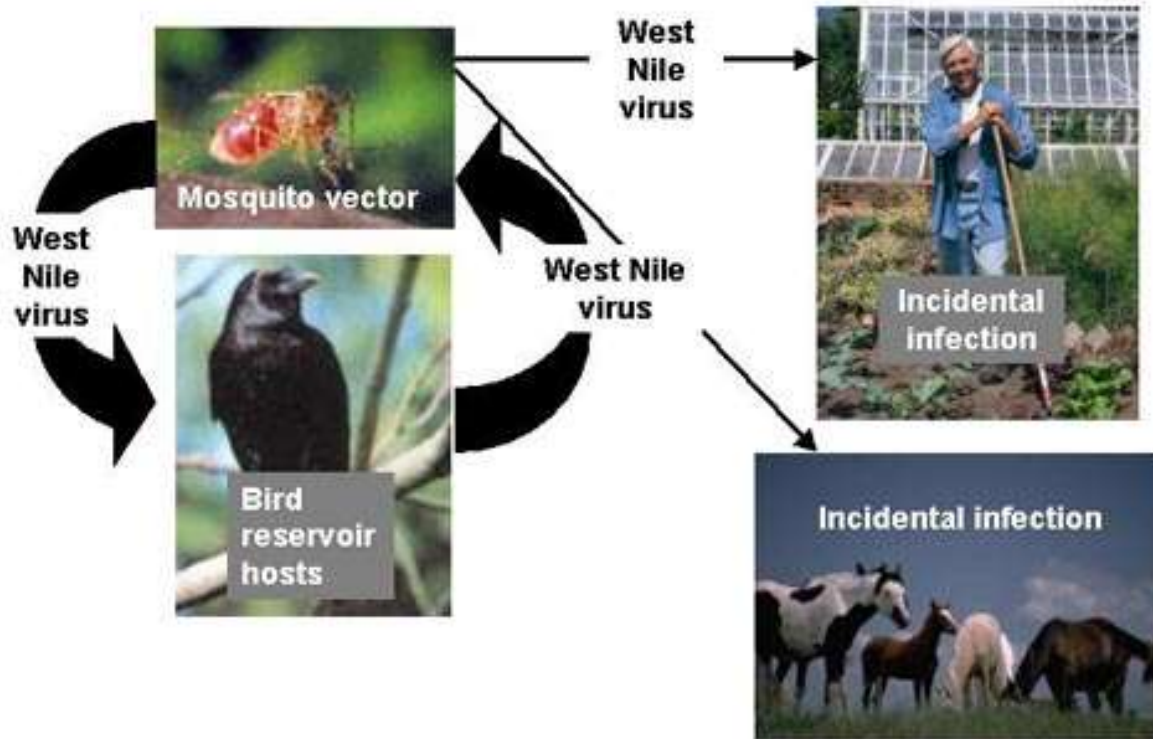 West
Nile
virus
Mosquito vector
West
Nile
virus
West Nile
virus
Bird
reservoir
hosts
Incidental
infection
Incidental infection